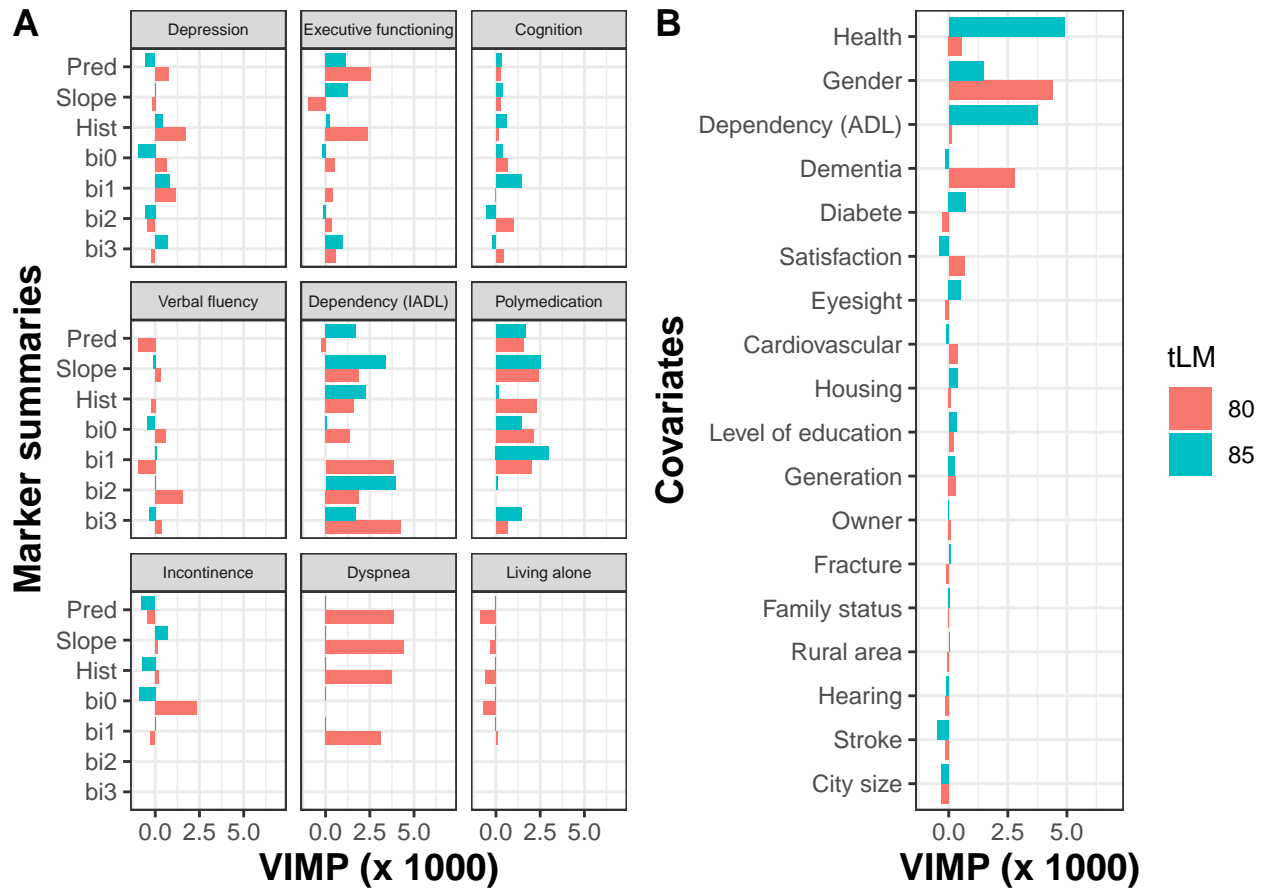 A
Depression
Executive functioning
Cognition
Pred
Slope
Hist
bi0
bi1
bi2
bi3
Verbal fluency
Dependency (IADL)
Polymedication
Pred
Slope
Hist
bi0
bi1
bi2
bi3
Incontinence
Dyspnea
Living alone
Pred
Slope
Hist
bi0
bi1
bi2
bi3
Marker summaries
0.0 2.5 5.0
0.0 2.5 5.0
0.0 2.5 5.0
VIMP (x 1000)
B
Health
Gender
Dependency (ADL)
Dementia
Diabete
Satisfaction
Eyesight
Cardiovascular
Housing
Level of education
Generation
Owner
Fracture
Family status
Rural area
Hearing
Stroke
City size
Covariates
0.0 2.5 5.0
VIMP (x 1000)
tLM
80
85